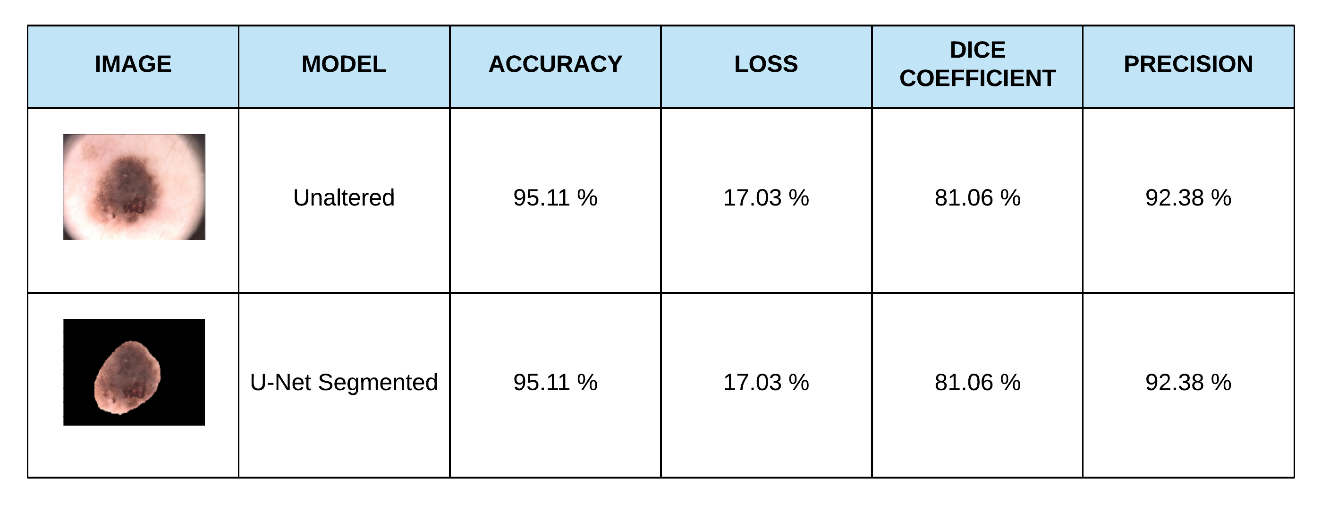 IMAGE
MODEL
ACCURACY
LOSS
DICE
COEFFICIENT
PRECISION
Unaltered
95.11 %
17.03 %
81.06 %
92.38 %
U-Net Segmented
95.11 %
17.03 %
81.06 %
92.38 %